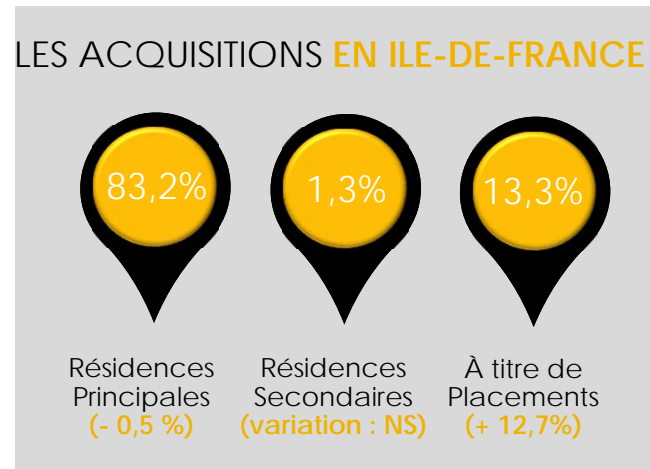 LES ACQUISITIONS EN ILE-DE-FRANCE
83,2%
1,3%
13,3%
Résidences
Principales
(- 0,5 %)
Résidences
Secondaires
(variation : NS)
À titre de
Placements
(+ 12,7%)